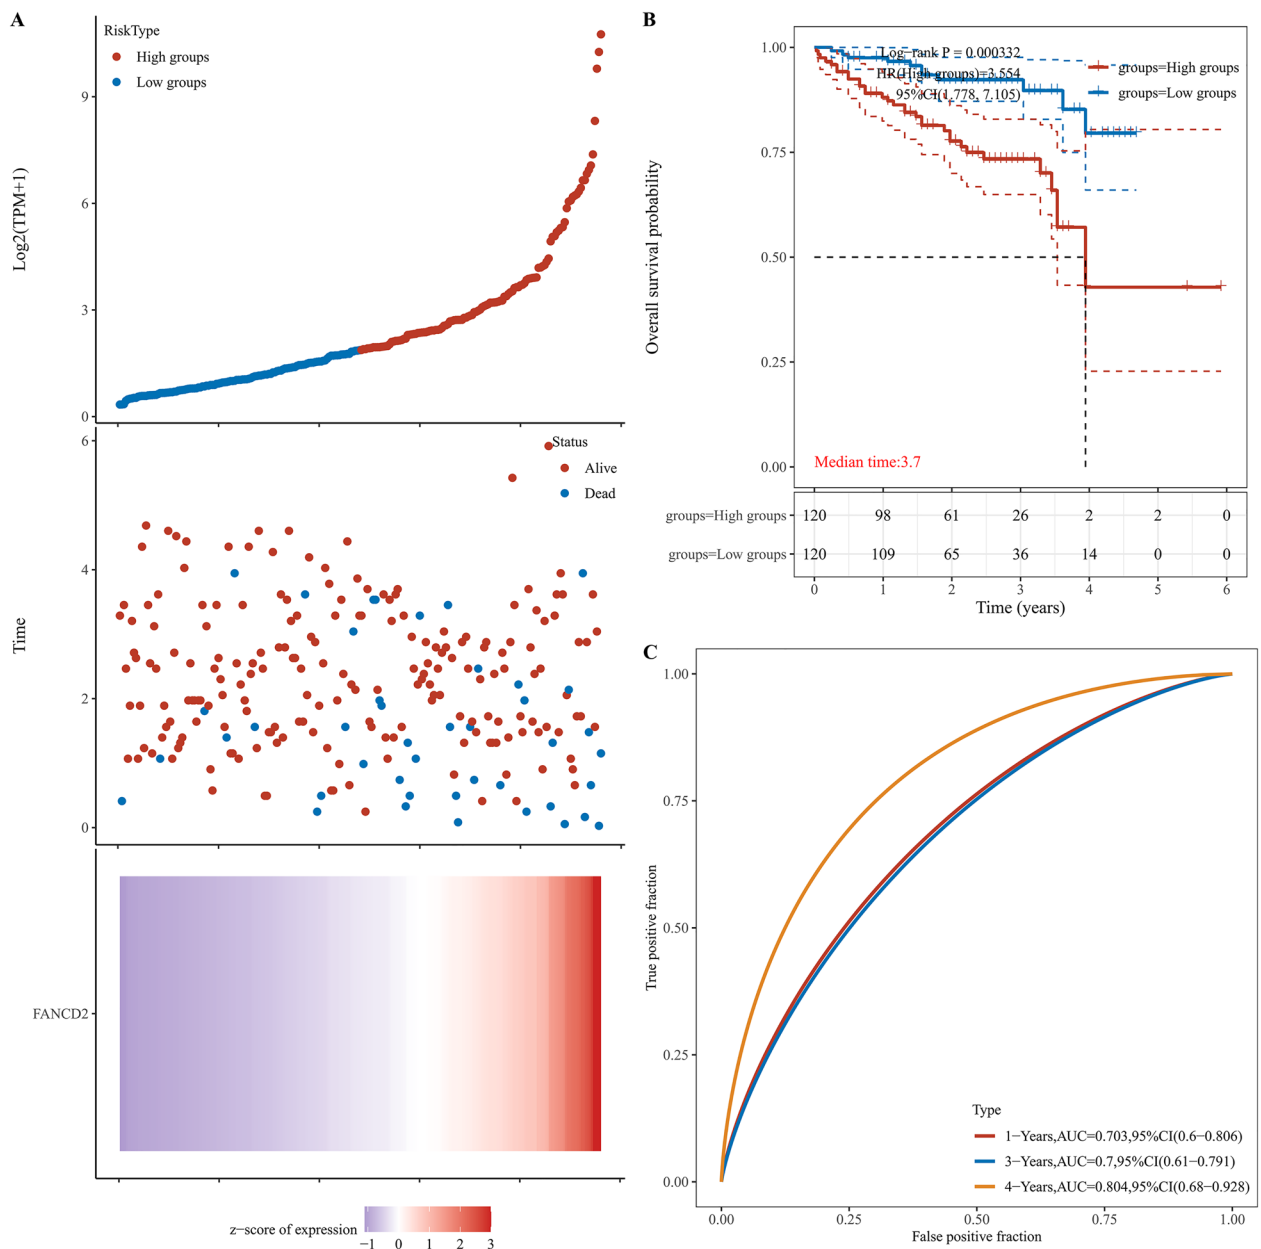 A
RiskType
High groups
Low groups
Log2(TPM+1)
9
6
3
0
Status
Alive
Dead
Time
6
4
2
0
FANCD2
z−score of expression
−1 0 1 2 3
B
Log−rank P = 0.000332
HR(High groups)=3.554
95%CI(1.778, 7.105)
groups=High groups
groups=Low groups
Overall survival probability
1.00
0.75
0.50
0.25
0.00
Median time:3.7
groups=High groups 120 98 61 26 2 2 0
groups=Low groups 120 109 65 36 14 0 0
0 1 2 3 4 5 6
Time (years)
C
True positive fraction
1.00
0.75
0.50
0.25
0.00
Type
1−Years,AUC=0.703,95%CI(0.6−0.806)
3−Years,AUC=0.7,95%CI(0.61−0.791)
4−Years,AUC=0.804,95%CI(0.68−0.928)
0.00 0.25 0.50 0.75 1.00
False positive fraction